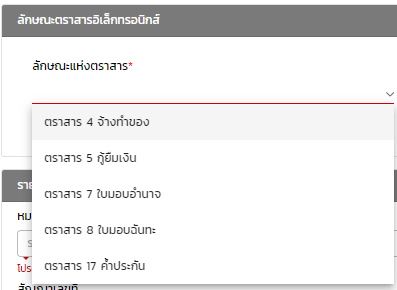 ลักษณะตราสารอิเล็กทรอนิกส์
ลักษณะแห่งตราสาร*
ตราสาร 4 จ้างทำของ
ตราสาร 5 กู้ยืมเงิน
ตราสาร 7 ใบมอบอำนาจ
ตราสาร 8 ใบมอบฉันทะ
ตราสาร 17 ค้ำประกัน